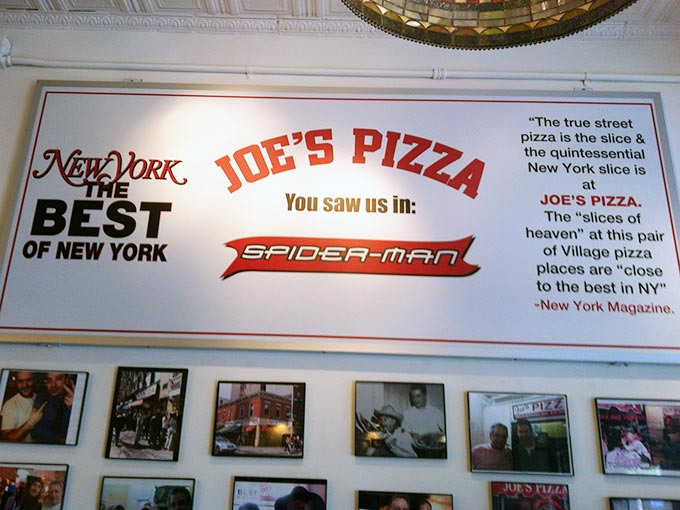 NEW YORK
THE
BEST
OF NEW YORK
JOE'S PIZZA
You saw us in:
SPIDER-MAN
"The true street
pizza is the slice &
the quintessential
New York slice is
at
JOE'S PIZZA.
The "slices of
heaven" at this pair
of Village pizza
places are "close
to the best in NY"
-New York Magazine.
PIZZ
BEST
JOE'S PIZZA